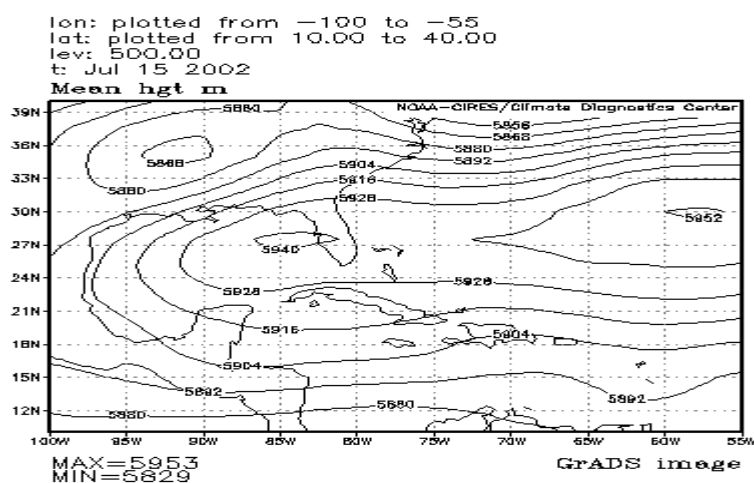 lon: plotted from -100 to -55
lat: plotted from 10.00 to 40.00
lev: 500.00
t: Jul 15 2002
Mean hgt m
NOAA-CIRES/Climate Diagnostics Center
39N
36N
33N
30N
27N
24N
21N
18N
15N
12N
5880
5856
5868
5880
5892
5868
5904
5880
5916
5928
5952
5940
5928
5928
5916
5904
5904
5892
5892
5880
5880
100W 95W 90W 85W 80W 75W 70W 65W 60W 55W
MAX=5953
MIN=5829
GrADS image